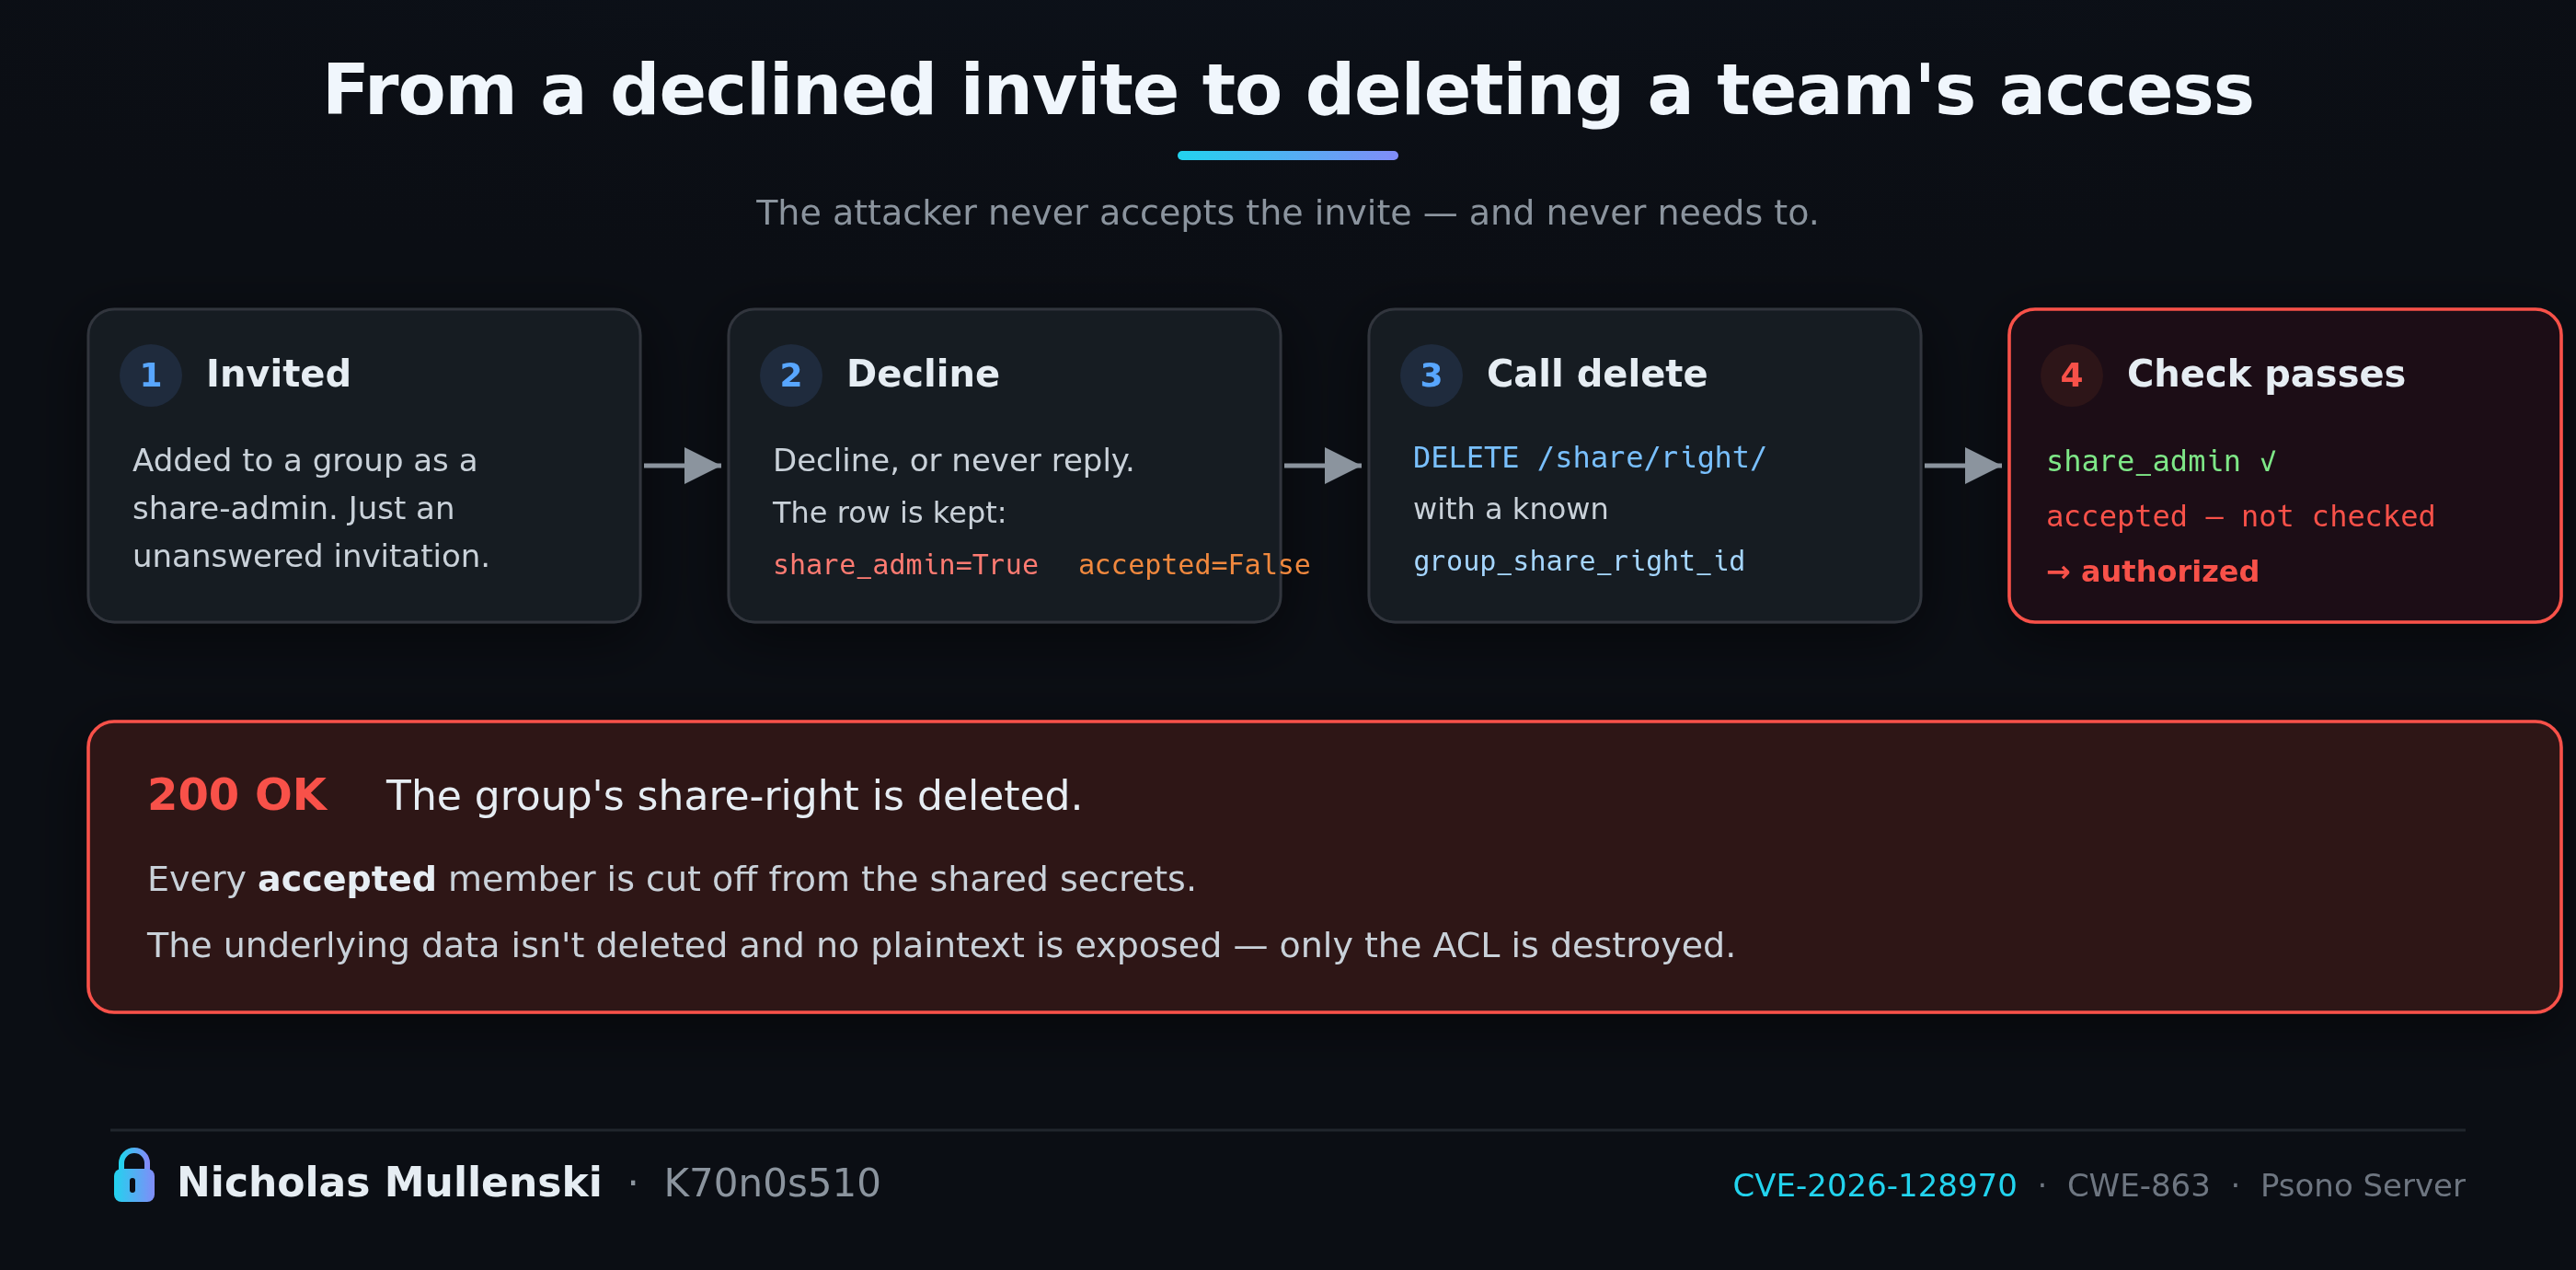 From a declined invite to deleting a team's access
The attacker never accepts the invite — and never needs to.
1 Invited
Added to a group as a
share-admin. Just an
unanswered invitation.
2 Decline
Decline, or never reply.
The row is kept:
share_admin=True accepted=False
3 Call delete
DELETE /share/right/
with a known
group_share_right_id
4 Check passes
share_admin ✓
accepted — not checked
→ authorized
200 OK The group's share-right is deleted.
Every accepted member is cut off from the shared secrets.
The underlying data isn't deleted and no plaintext is exposed — only the ACL is destroyed.
Nicholas Mullenski · K70n0s510
CVE-2026-128970 · CWE-863 · Psono Server